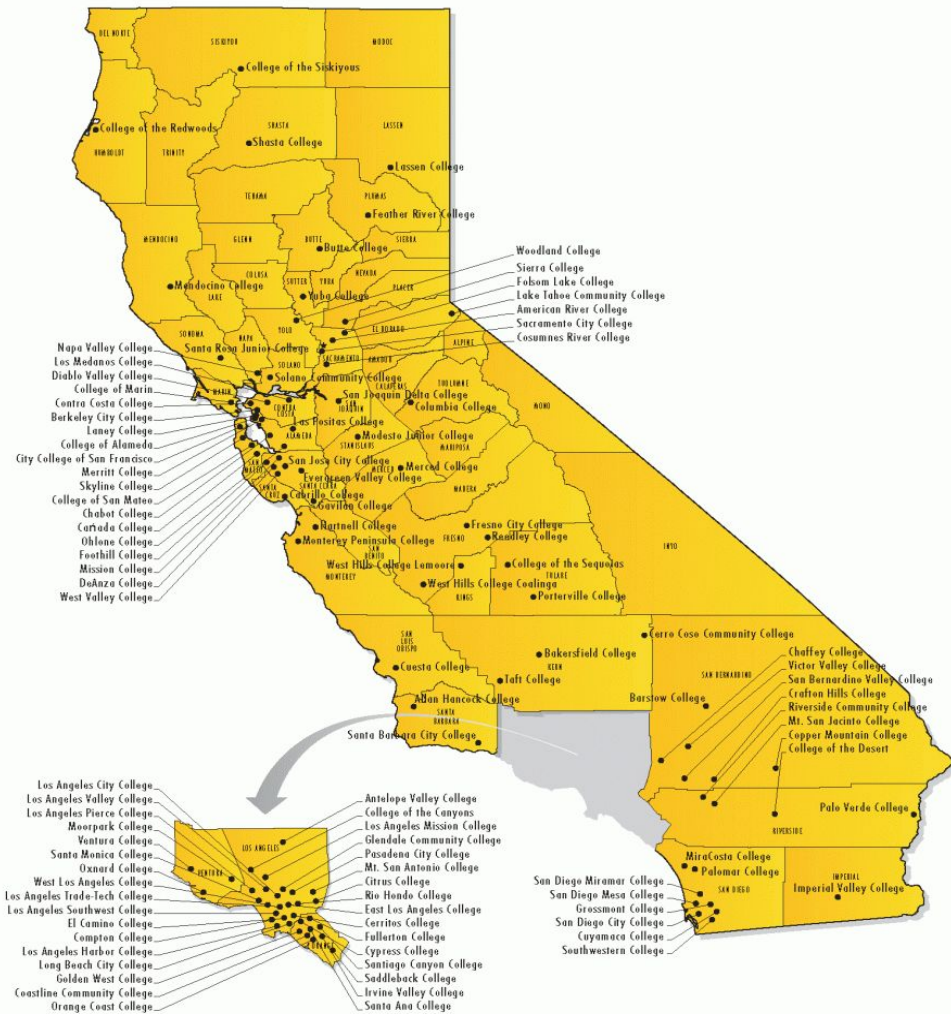 DEL NORTE
SISKIYOU
MODOC
College of the Siskiyous
College of the Redwoods
SHASTA
Shasta College
LASSEN
HUMBOLDT
TRINITY
Lassen College
TEHAMA
PLUMAS
Feather River College
MENDOCINO
GLENN
BUTTE
Butte College
SIERRA
Woodland College
COLUSA
NEVADA
Sierra College
SUTTER
YUBA
Mendocino College
LAKE
Yuba College
PLACER
Folsom Lake College
Lake Tahoe Community College
American River College
SONOMA
NAPA
YOLO
EL DORADO
Sacramento City College
Cosumnes River College
ALPINE
Napa Valley College
Santa Rosa Junior College
SACRAMENTO
AMADOR
Los Medanos College
SOLANO
Diablo Valley College
Solano Community College
College of Marin
MARIN
CALAVERAS
TUOLUMNE
Contra Costa College
San Joaquin Delta College
SAN JOAQUIN
Columbia College
MONO
Berkeley City College
CONTRA COSTA
Laney College
Las Positas College
College of Alameda
ALAMEDA
STANISLAUS
Modesto Junior College
City College of San Francisco
MARIPOSA
Merritt College
SAN MATEO
San Jose City College
MERCED
Merced College
Skyline College
Evergreen Valley College
College of San Mateo
SANTA CRUZ
SANTA CLARA
MADERA
Cabrillo College
Gavilan College
Chabot College
Cañada College
Hartnell College
Fresno City College
Ohlone College
Monterey Peninsula College
FRESNO
Reedley College
INYO
Foothill College
SAN BENITO
Mission College
West Hills College Lemoore
College of the Sequoias
MONTEREY
TULARE
DeAnza College
West Hills College Coalinga
West Valley College
KINGS
Porterville College
SAN LUIS OBISPO
Cerro Coso Community College
Bakersfield College
KERN
Chaffey College
Cuesta College
Victor Valley College
SAN BERNARDINO
Taft College
San Bernardino Valley College
Allan Hancock College
Barstow College
Crafton Hills College
SANTA BARBARA
Riverside Community College
Mt. San Jacinto College
Santa Barbara City College
Copper Mountain College
College of the Desert
Palo Verde College
RIVERSIDE
MiraCosta College
Palomar College
San Diego Miramar College
SAN DIEGO
IMPERIAL
Imperial Valley College
San Diego Mesa College
Grossmont College
San Diego City College
Cuyamaca College
Southwestern College
Los Angeles City College
Los Angeles Valley College
Los Angeles Pierce College
Moorpark College
Ventura College
Santa Monica College
Oxnard College
West Los Angeles College
Los Angeles Trade-Tech College
Los Angeles Southwest College
El Camino College
Compton College
Los Angeles Harbor College
Long Beach City College
Golden West College
Coastline Community College
Orange Coast College
LOS ANGELES
VENTURA
Antelope Valley College
College of the Canyons
Los Angeles Mission College
Glendale Community College
Pasadena City College
Mt. San Antonio College
Citrus College
Rio Hondo College
East Los Angeles College
Cerritos College
Fullerton College
Cypress College
Santiago Canyon College
Saddleback College
Irvine Valley College
Santa Ana College